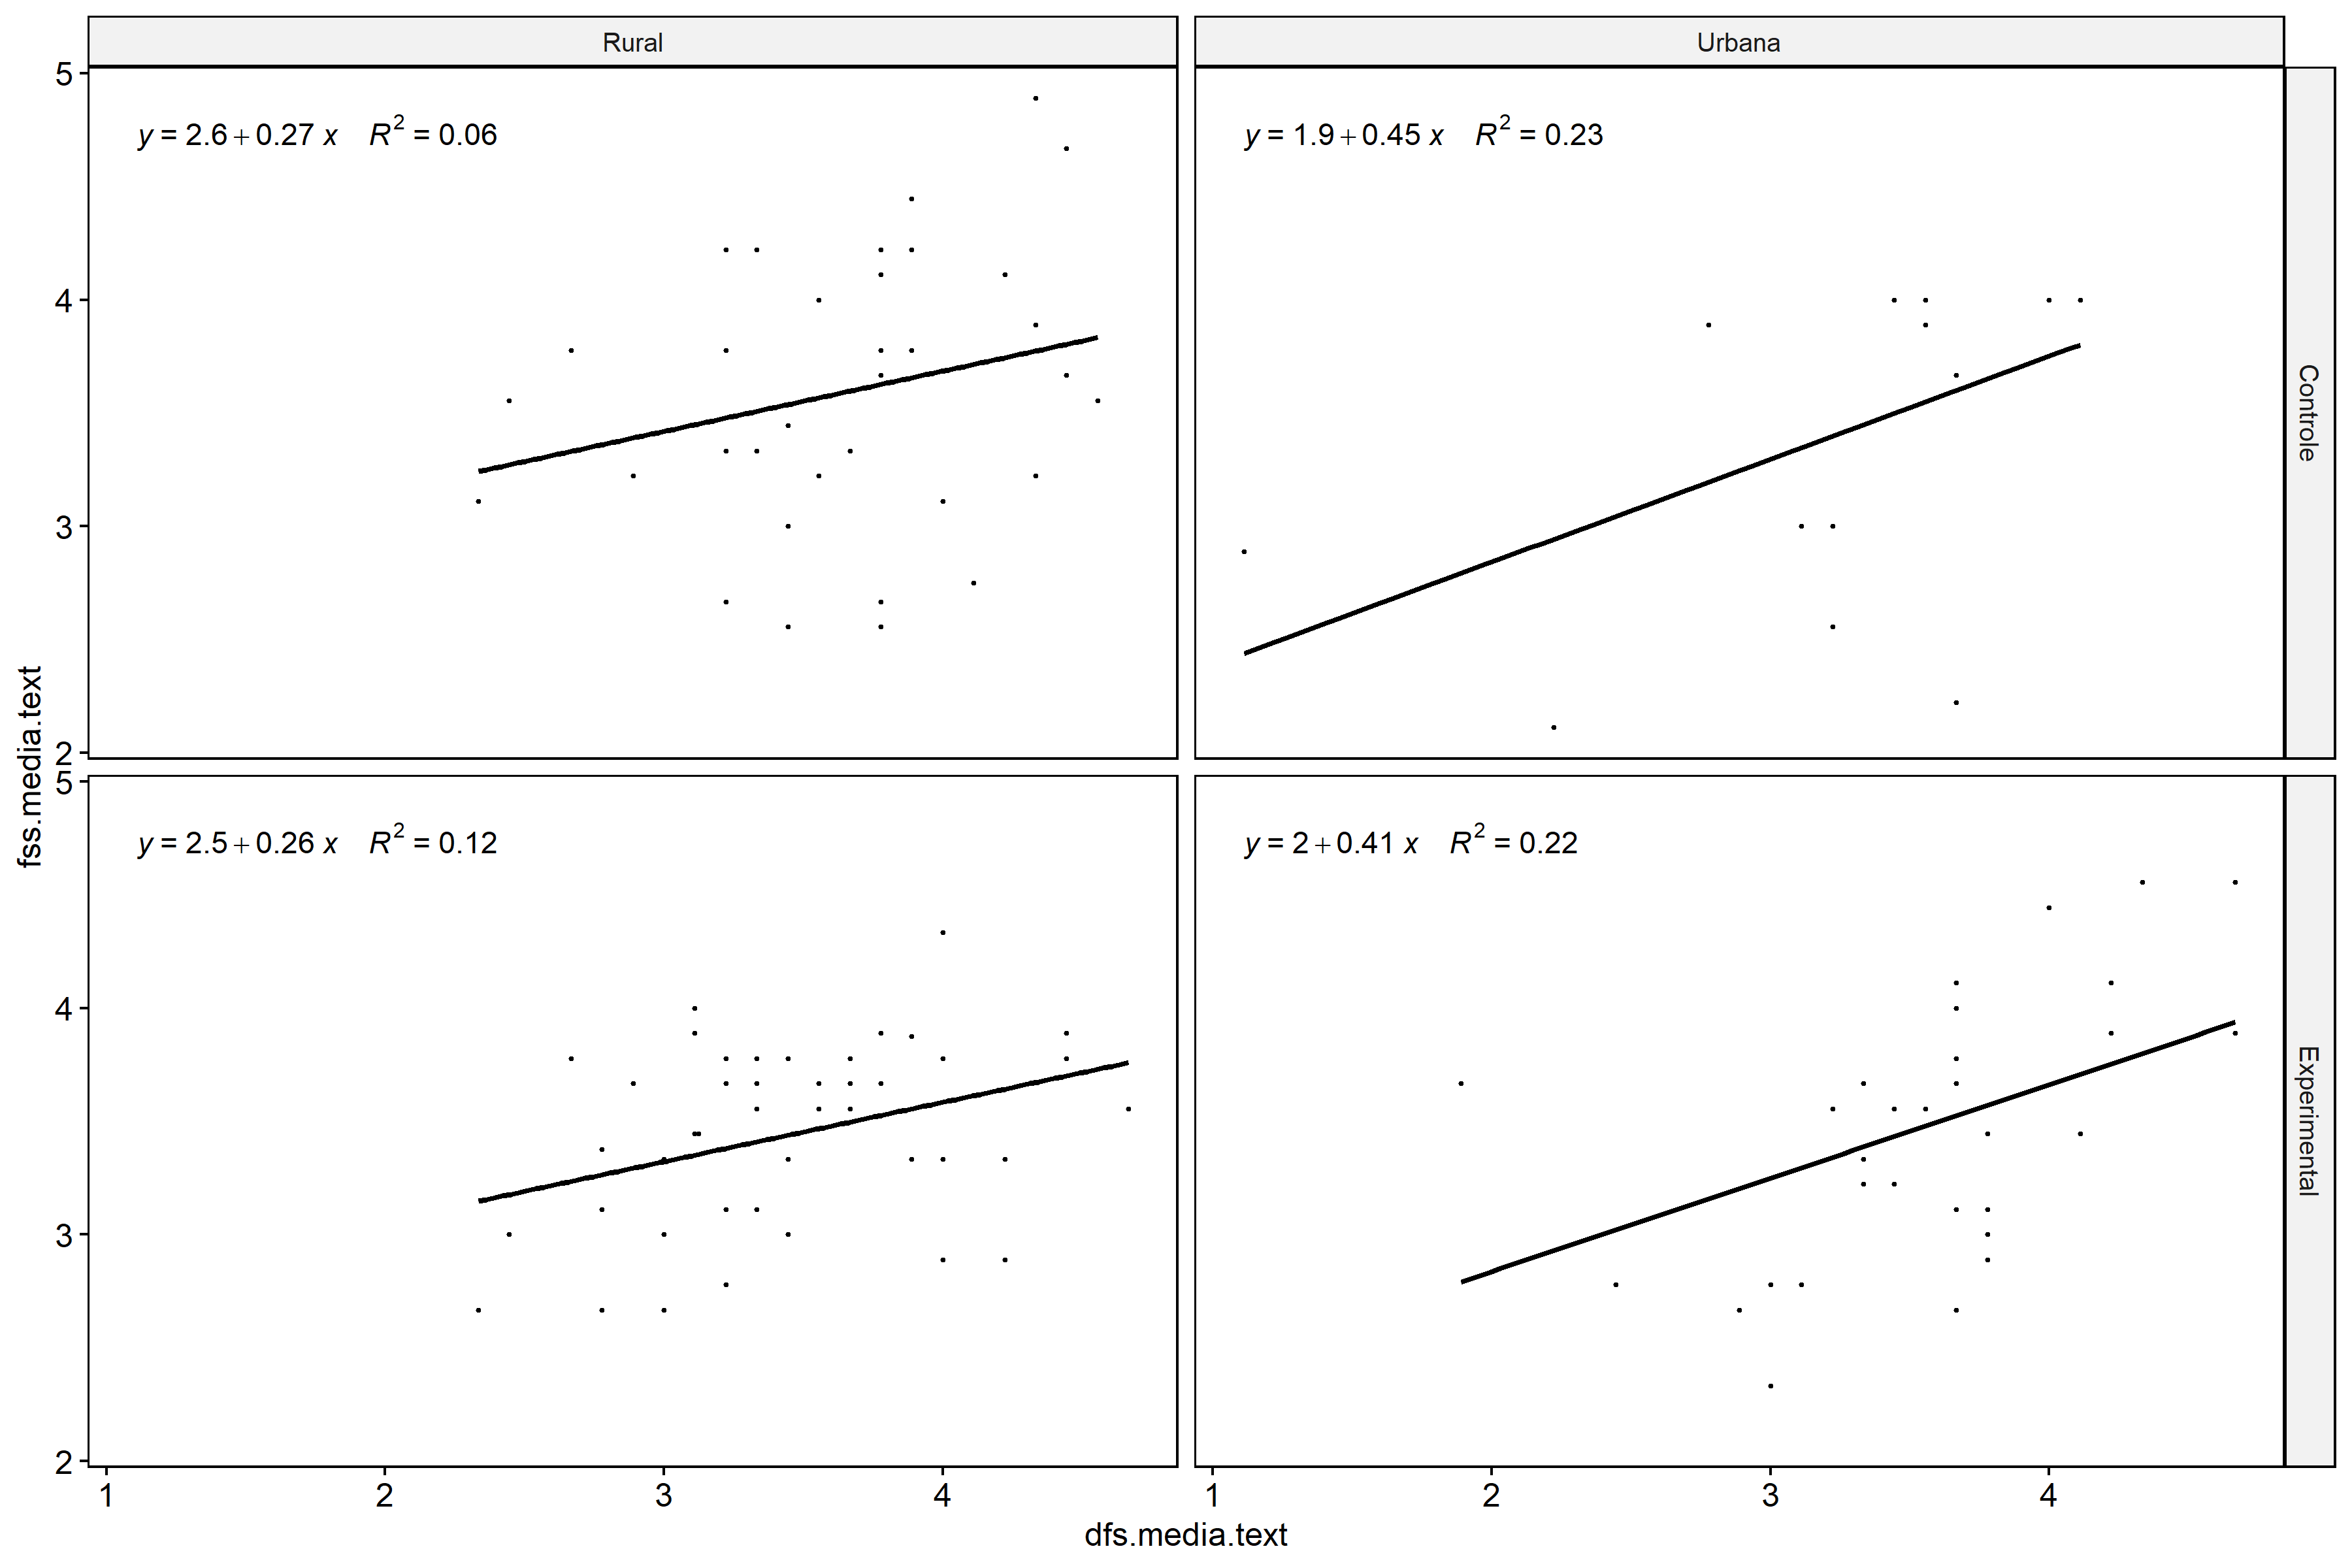 Rural
Urbana
y = 2.6 + 0.27 x R² = 0.06
y = 1.9 + 0.45 x R² = 0.23
5
4
3
2
Controle
fss.media.text
y = 2.5 + 0.26 x R² = 0.12
y = 2 + 0.41 x R² = 0.22
5
4
3
2
Experimental
1 2 3 4
1 2 3 4
dfs.media.text